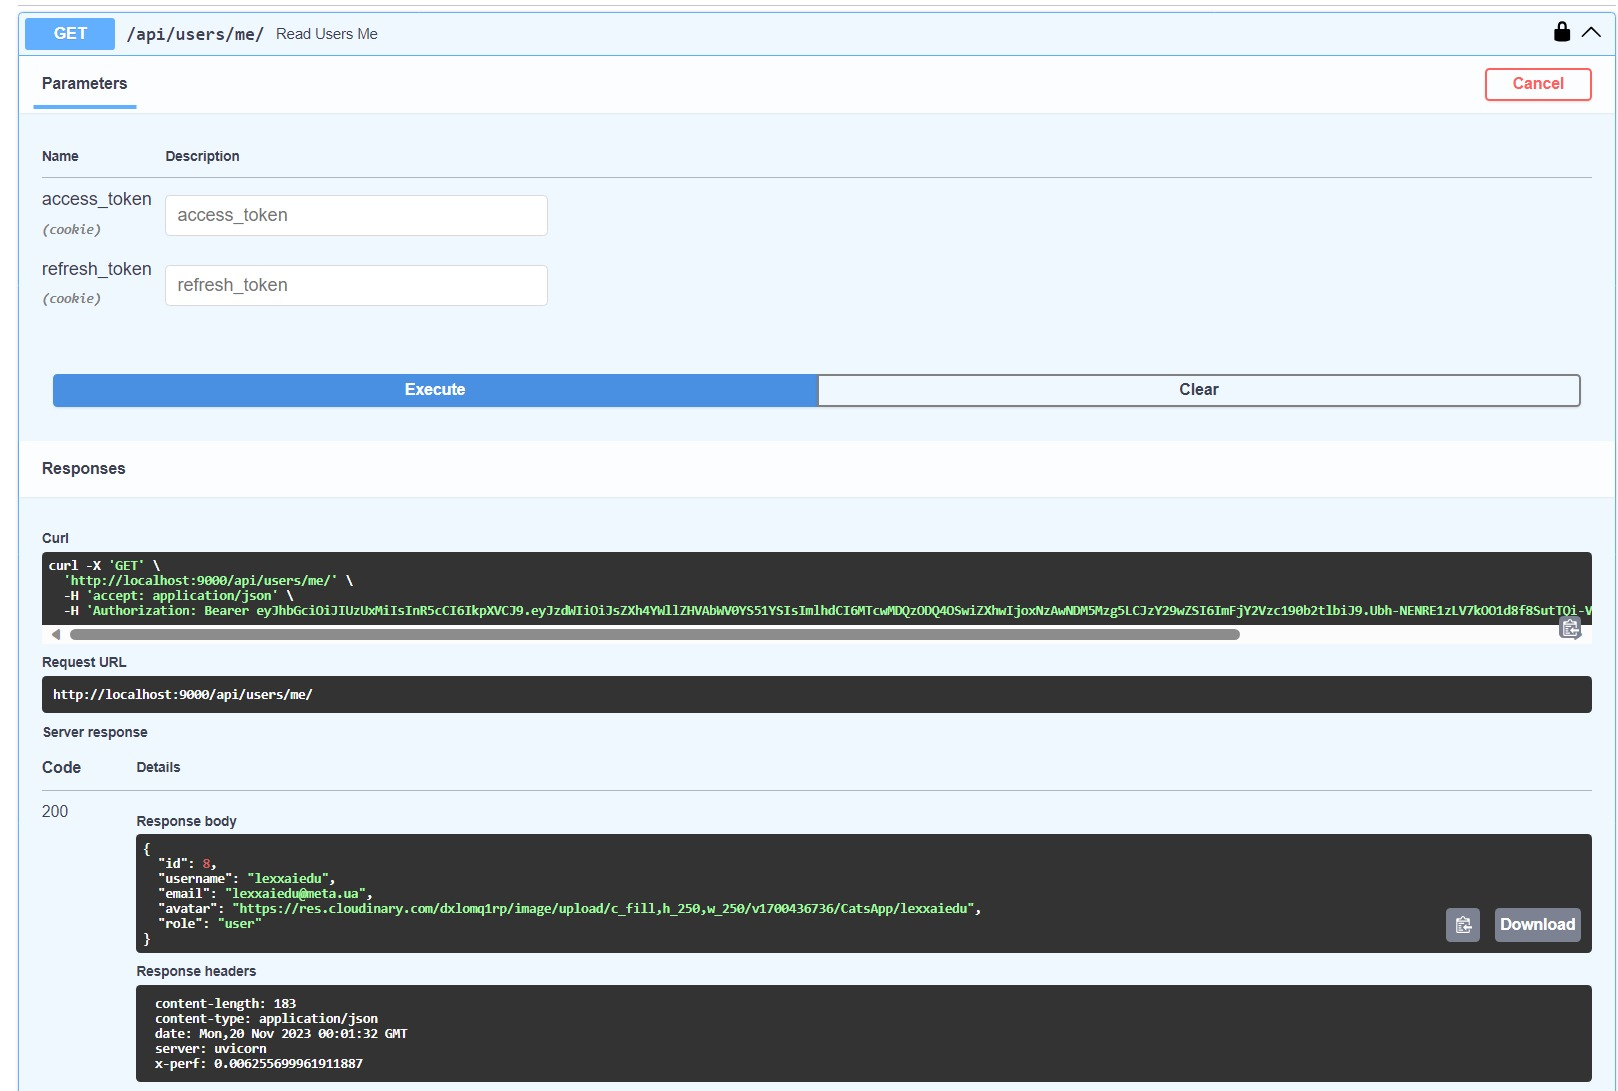 GET /api/users/me/ Read Users Me
Parameters
Cancel
Name Description
access_token
access_token
(cookie)
refresh_token
refresh_token
(cookie)
Execute Clear
Responses
Curl
curl -X 'GET' \
'http://localhost:9000/api/users/me/' \
-H 'accept: application/json' \
-H 'Authorization: Bearer eyJhbGciOiJIUzUxMiIsInR5cCI6IkpXVCJ9.eyJzdWIiOiJsZXh4YWllZHVAbWV0YS51YSIsImlhdCI6MTcwMDQzODQ4OSwiZXhwIjoxNzAwNDM5Mzg5LCJzY29wZSI6ImFjY2Vzc190b2tlbiJ9.Ubh-NENRE1zLV7kOO1d8f8SutTQi-V
Request URL
http://localhost:9000/api/users/me/
Server response
Code Details
200
Response body
{
"id": 8,
"username": "lexxaiedu",
"email": "lexxaiedu@meta.ua",
"avatar": "https://res.cloudinary.com/dxlomq1rp/image/upload/c_fill,h_250,w_250/v1700436736/CatsApp/lexxaiedu",
"role": "user"
}
Download
Response headers
content-length: 183
content-type: application/json
date: Mon,20 Nov 2023 00:01:32 GMT
server: uvicorn
x-perf: 0.006255699961911887